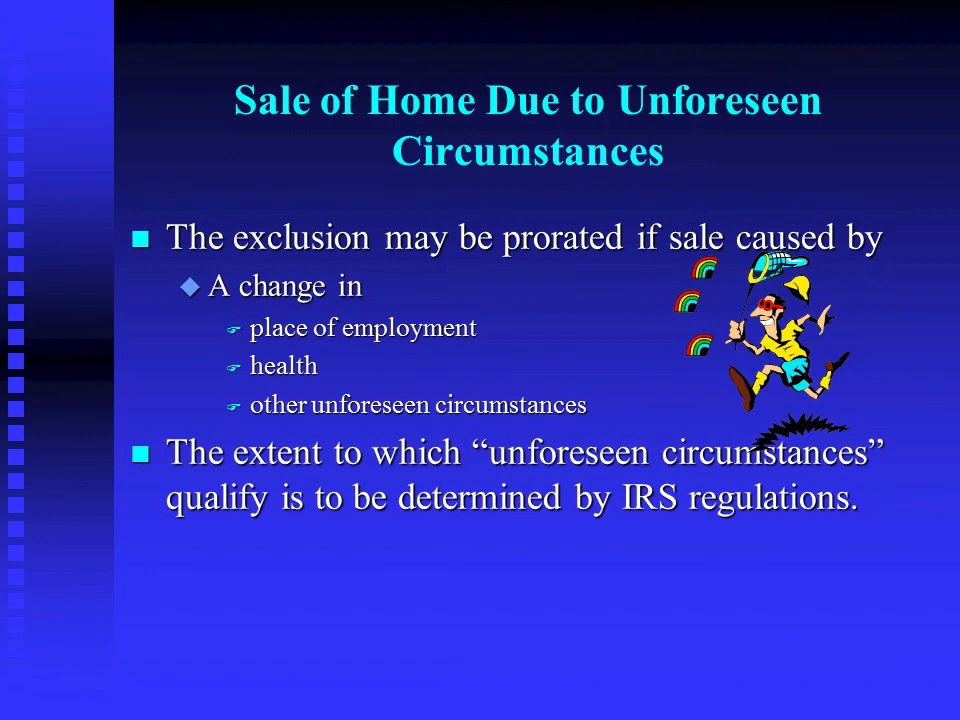 Sale of Home Due to Unforeseen
Circumstances
The exclusion may be prorated if sale caused by
A change in
place of employment
health
other unforeseen circumstances
The extent to which “unforeseen circumstances”
qualify is to be determined by IRS regulations.